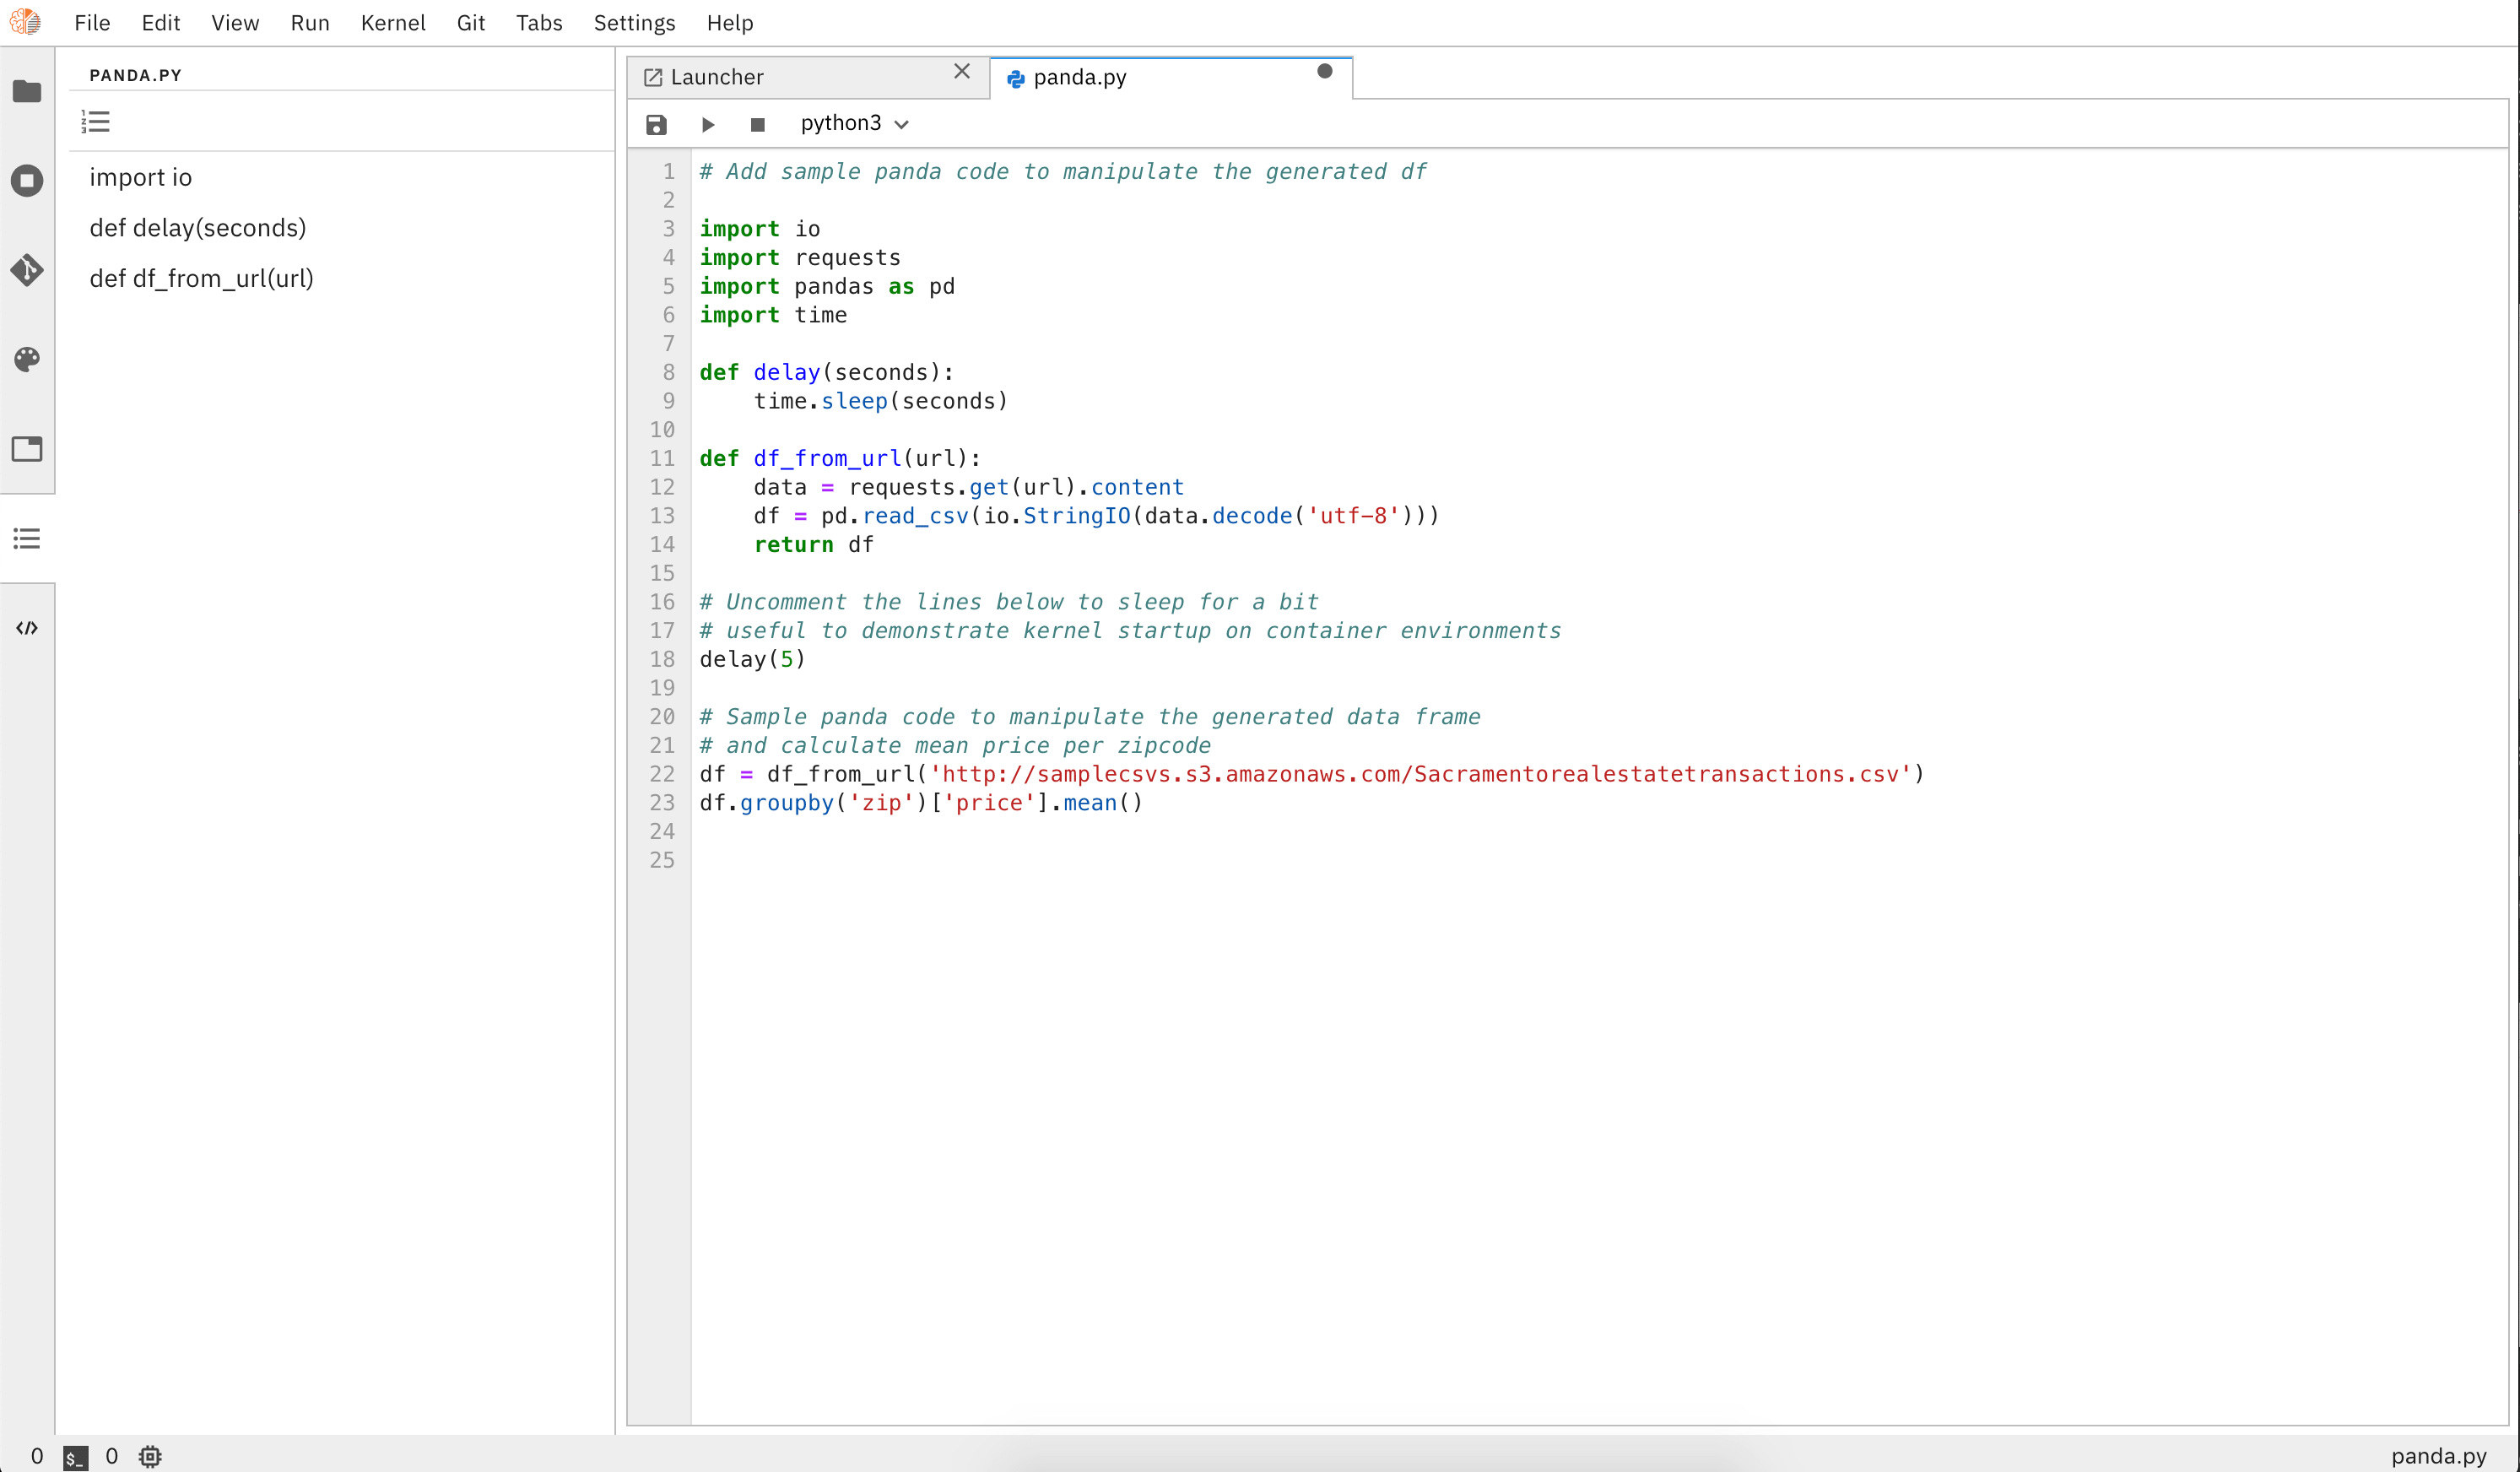 File Edit View Run Kernel Git Tabs Settings Help
PANDA.PY
import io
def delay(seconds)
def df_from_url(url)
Launcher
panda.py
python3
1 # Add sample panda code to manipulate the generated df
2
3 import io
4 import requests
5 import pandas as pd
6 import time
7
8 def delay(seconds):
9     time.sleep(seconds)
10
11 def df_from_url(url):
12     data = requests.get(url).content
13     df = pd.read_csv(io.StringIO(data.decode('utf-8')))
14     return df
15
16 # Uncomment the lines below to sleep for a bit
17 # useful to demonstrate kernel startup on container environments
18 delay(5)
19
20 # Sample panda code to manipulate the generated data frame
21 # and calculate mean price per zipcode
22 df = df_from_url('http://samplecsvs.s3.amazonaws.com/Sacramentorealestatetransactions.csv')
23 df.groupby('zip')['price'].mean()
24
25
0 $_ 0
panda.py